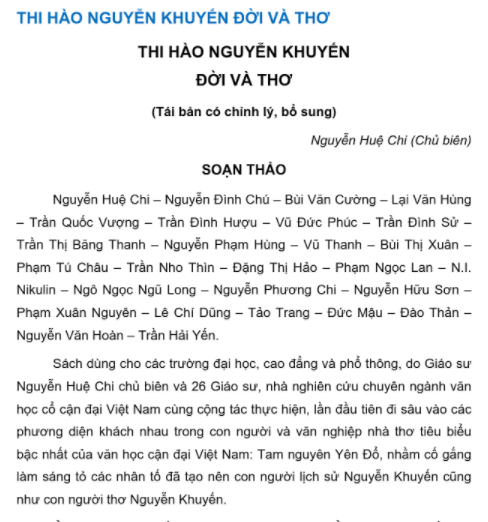 THI HÀO NGUYỄN KHUYẾN ĐỜI VÀ THƠ
THI HÀO NGUYỄN KHUYẾN
ĐỜI VÀ THƠ
(Tái bản có chỉnh lý, bổ sung)
Nguyễn Huệ Chi (Chủ biên)
SOẠN THẢO
Nguyễn Huệ Chi – Nguyễn Đình Chú – Bùi Văn Cường – Lại Văn Hùng
– Trần Quốc Vượng – Trần Đình Hượu – Vũ Đức Phúc – Trần Đình Sử –
Trần Thị Băng Thanh – Nguyễn Phạm Hùng – Vũ Thanh – Bùi Thị Xuân –
Phạm Tú Châu – Trần Nho Thìn – Đặng Thị Hảo – Phạm Ngọc Lan – N.I.
Nikulin – Ngô Ngọc Ngũ Long – Nguyễn Phương Chi – Nguyễn Hữu Sơn –
Phạm Xuân Nguyên – Lê Chí Dũng – Tảo Trang – Đức Mậu – Đào Thản –
Nguyễn Văn Hoàn – Trần Hải Yến.
Sách dùng cho các trường đại học, cao đẳng và phổ thông, do Giáo sư
Nguyễn Huệ Chi chủ biên và 26 Giáo sư, nhà nghiên cứu chuyên ngành văn
học cổ cận đại Việt Nam cùng cộng tác thực hiện, lần đầu tiên đi sâu vào các
phương diện khác nhau trong con người và văn nghiệp nhà thơ tiêu biểu
bậc nhất của văn học cận đại Việt Nam: Tam nguyên Yên Đổ, nhằm cố gắng
làm sáng tỏ các nhân tố đã tạo nên con người lịch sử Nguyễn Khuyến cũng
như con người thơ Nguyễn Khuyến.